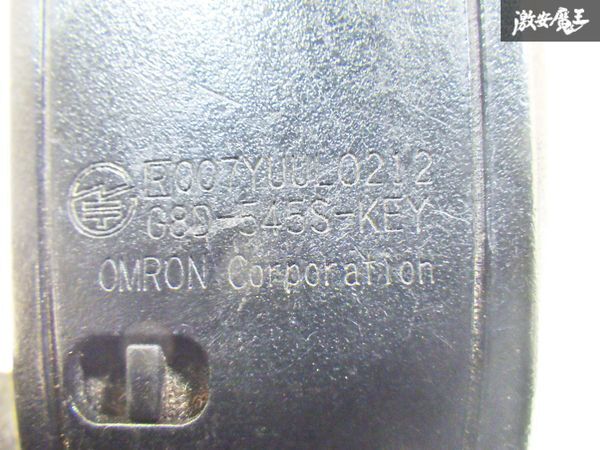 激安魔王
R007YUUL0212
G8D-545S-KEY
OMRON Corporation